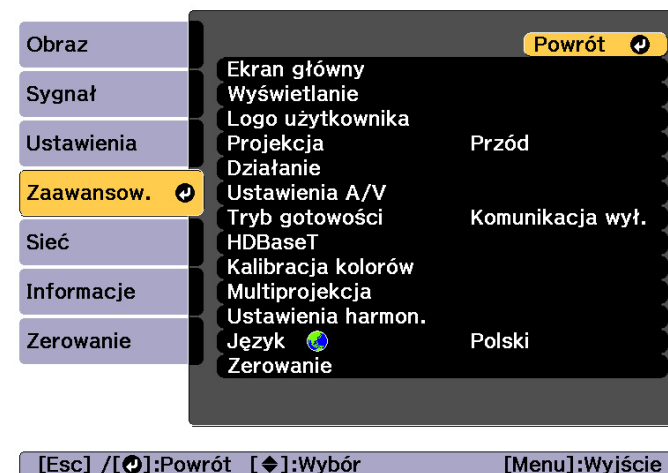 Obraz
Sygnał
Ustawienia
Zaawansow.
Sieć
Informacje
Zerowanie
Powrót
Ekran główny
Wyświetlanie
Logo użytkownika
Projekcja Przód
Działanie
Ustawienia A/V
Tryb gotowości Komunikacja wył.
HDBaseT
Kalibracja kolorów
Multiprojekcja
Ustawienia harmon.
Język Polski
Zerowanie
[Esc] /[⏎]:Powrót [◆]:Wybór [Menu]:Wyjście